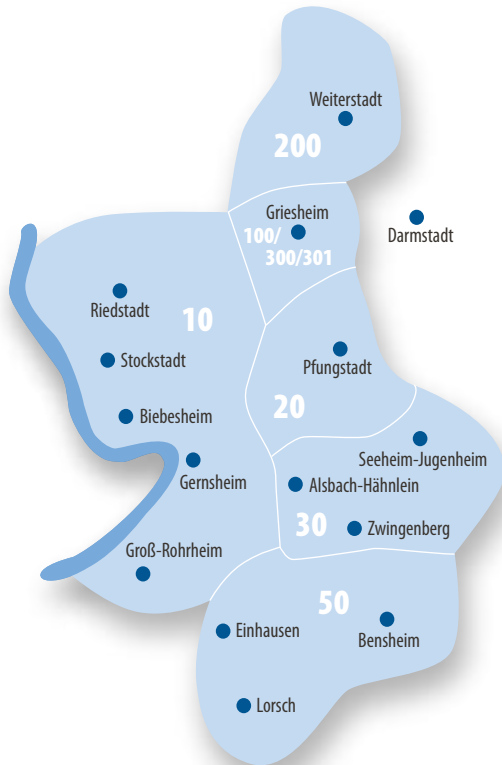 Weiterstadt
200
Griesheim
100/
300/301
Darmstadt
Riedstadt
10
Stockstadt
Pfungstadt
Biebesheim
20
Seeheim-Jugenheim
Gernsheim
Alsbach-Hähnlein
30
Zwingenberg
Groß-Rohrheim
50
Einhausen
Bensheim
Lorsch